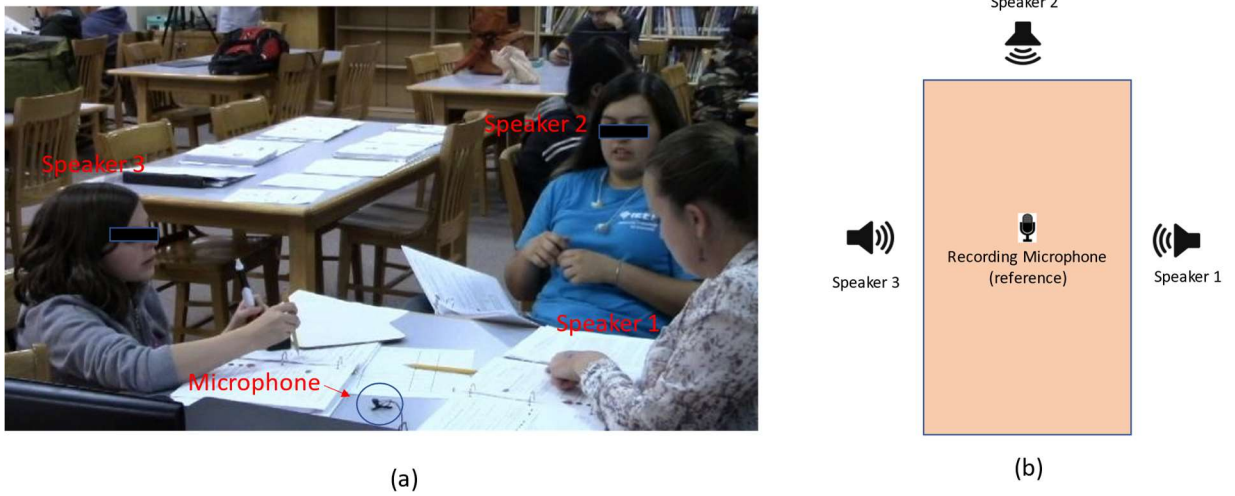 Speaker 2
Speaker 3
Speaker 1
Microphone
(a)
Speaker 2
Recording Microphone
(reference)
Speaker 3
Speaker 1
(b)